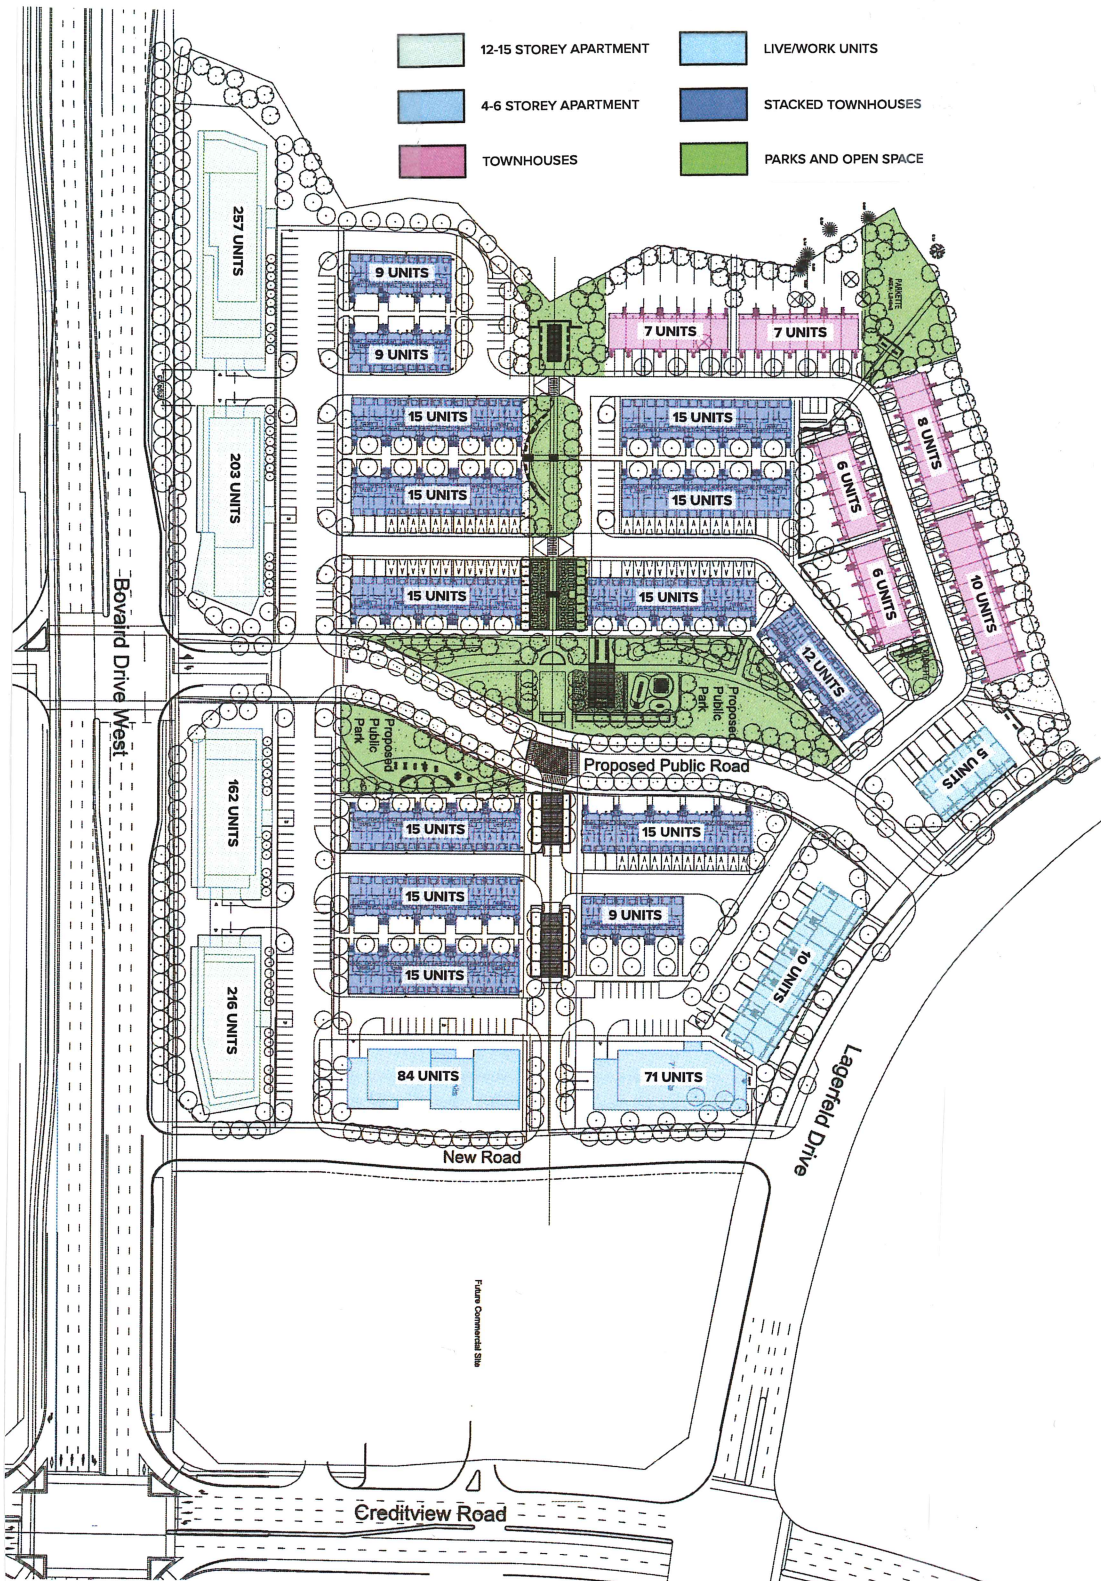 12-15 STOREY APARTMENT
LIVE/WORK UNITS
4-6 STOREY APARTMENT
STACKED TOWNHOUSES
TOWNHOUSES
PARKS AND OPEN SPACE
257 UNITS
9 UNITS
9 UNITS
7 UNITS
7 UNITS
PARKETTE
203 UNITS
15 UNITS
15 UNITS
15 UNITS
15 UNITS
8 UNITS
6 UNITS
15 UNITS
15 UNITS
6 UNITS
10 UNITS
12 UNITS
Bovaird Drive West
Proposed
Public
Park
Proposed
Public
Park
Proposed Public Road
5 UNITS
162 UNITS
15 UNITS
15 UNITS
15 UNITS
9 UNITS
15 UNITS
10 UNITS
216 UNITS
84 UNITS
71 UNITS
Lagerfeld Drive
New Road
Future Commercial Site
Creditview Road